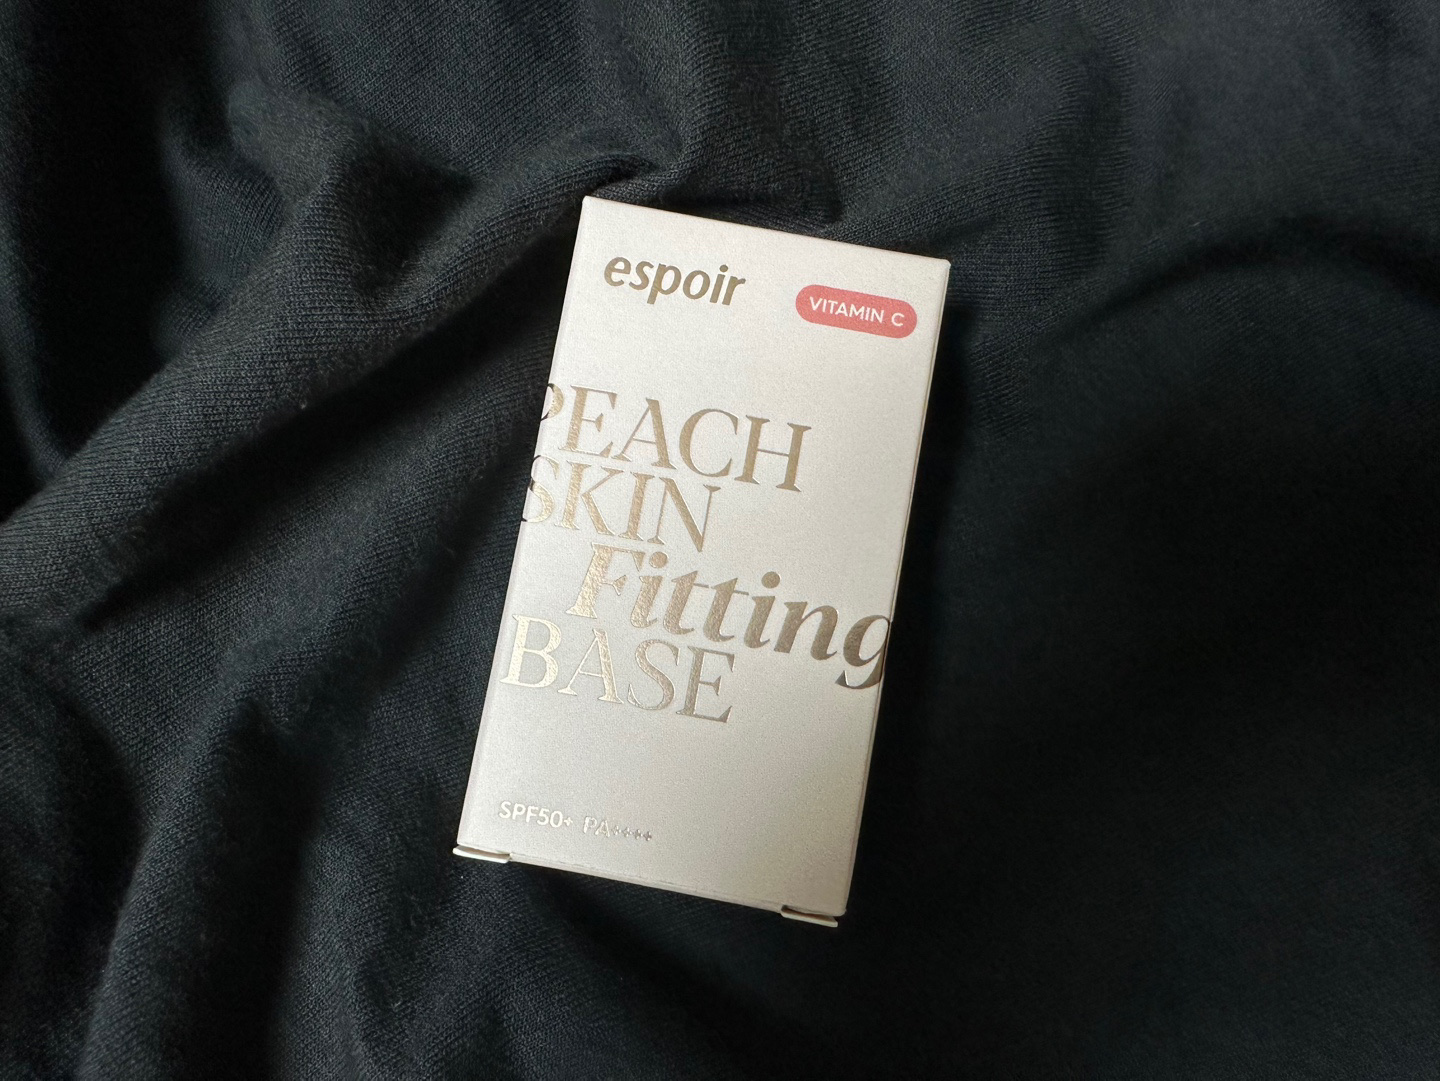 espoir
VITAMIN C
PEACH
SKIN
Fitting
BASE
SPF50+ PA++++